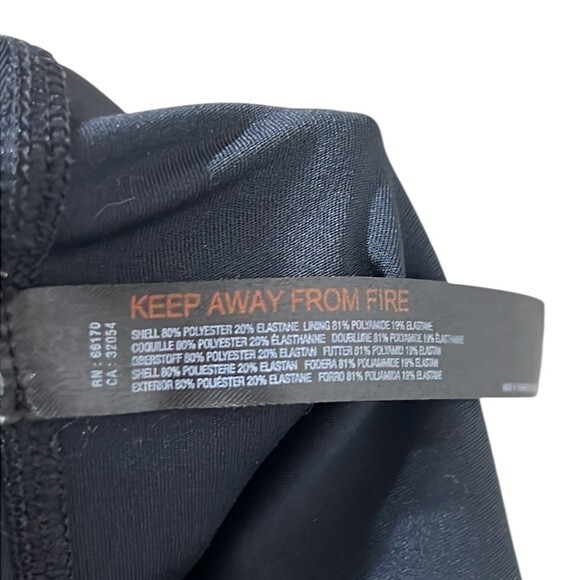 KEEP AWAY FROM FIRE
SHELL 80% POLYESTER 20% ELASTANE LINING 81% POLYAMIDE 19% ELASTANE
COQUILLE 80% POLYESTER 20% ÉLASTHANNE DOUBLURE 81% POLYAMIDE 19% ÉLASTHANNE
OBERSTOFF 80% POLYESTER 20% ELASTAN FUTTER 81% POLYAMID 19% ELASTAN
SHELL 80% POLIESTERE 20% ELASTAN FODERA 81% POLIAMMIDE 19% ELASTAN
EXTERIOR 80% POLIÉSTER 20% ELASTANE FORRO 81% POLIAMIDA 19% ELASTANE
RN : 66170
CA : 32054